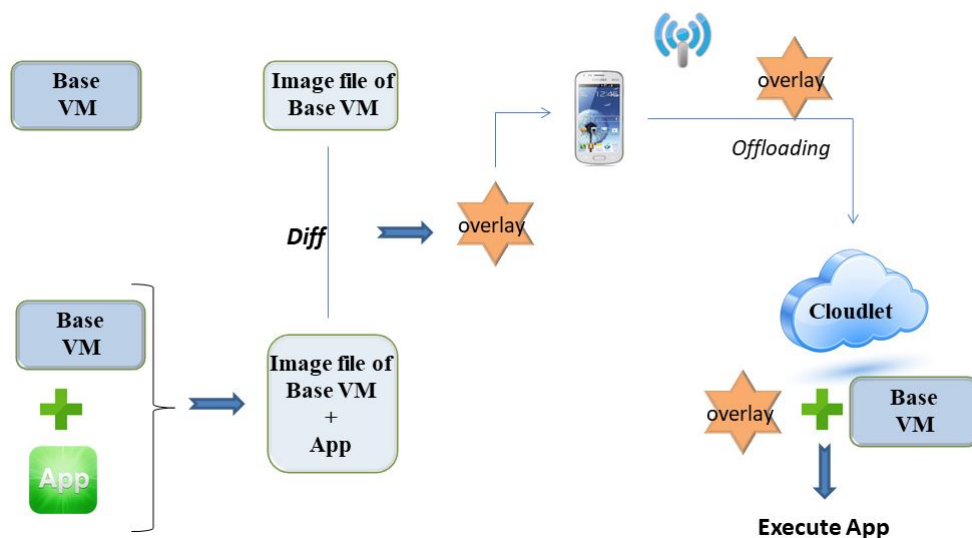 Base
VM
Image file of
Base VM
overlay
Offloading
Diff
overlay
Base
VM
App
Image file of
Base VM
+
App
Cloudlet
overlay
Base
VM
Execute App